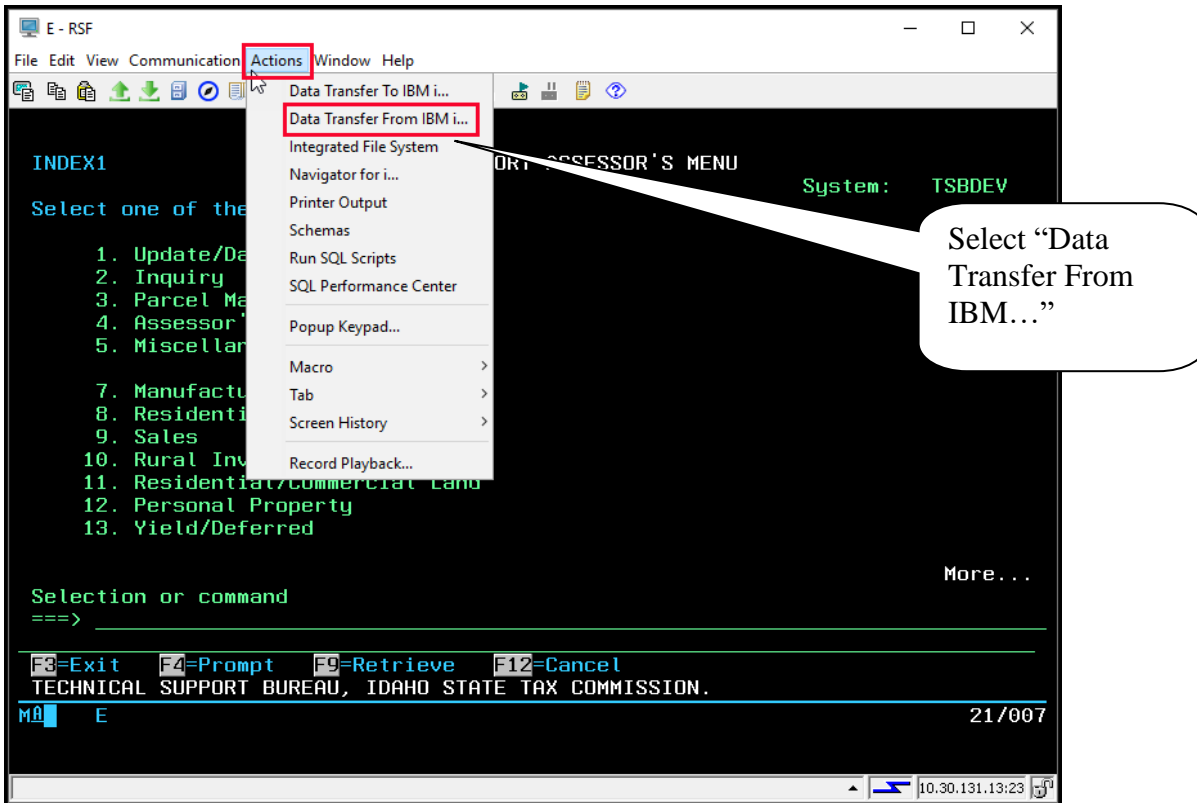 E - RSF
File Edit View Communication Actions Window Help
Data Transfer To IBM i...
Data Transfer From IBM i...
Integrated File System
Navigator for i...
Printer Output
Schemas
Run SQL Scripts
SQL Performance Center
Popup Keypad...
Macro
Tab
Screen History
Record Playback...
INDEX1 ASSESSOR'S MENU
System: TSBDEV
Select one of the
1. Update/Da
2. Inquiry
3. Parcel Ma
4. Assessor'
5. Miscellan
7. Manufactu
8. Residenti
9. Sales
10. Rural Inv
11. Residential/Commercial Land
12. Personal Property
13. Yield/Deferred
More...
Selection or command
===>
F3=Exit F4=Prompt F9=Retrieve F12=Cancel
TECHNICAL SUPPORT BUREAU, IDAHO STATE TAX COMMISSION.
MA E 21/007
10.30.131.13:23
Select “Data
Transfer From
IBM…”